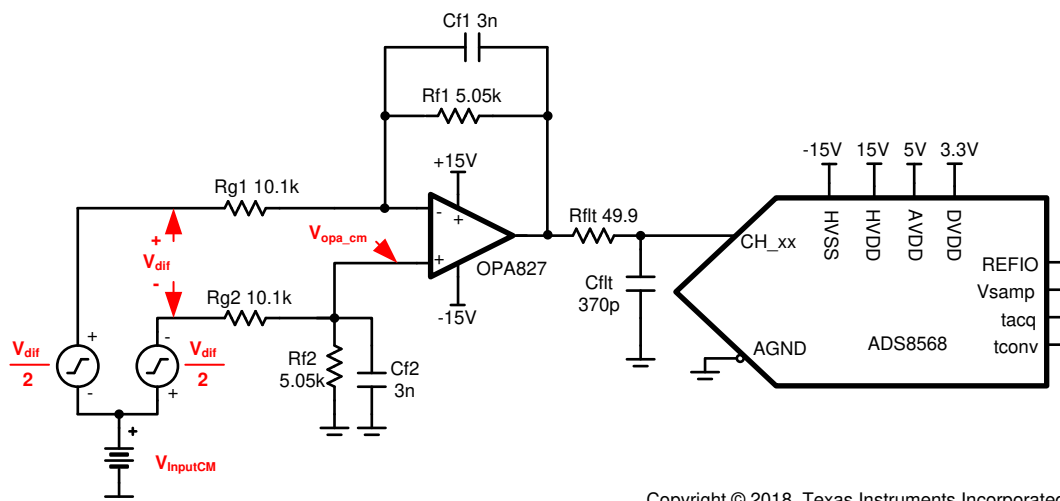 Cf1 3n
Rf1 5.05k
-15V 15V 5V 3.3V
+15V
Rg1 10.1k
HVSS
HVDD
AVDD
DVDD
-
+
CH_xx
Vopa_cm
+
Vdif
-
+
OPA827
Rflt 49.9
REFIO
Vsamp
tacq
tconv
Cflt
370p
Rg2 10.1k
-15V
ADS8568
AGND
Vdif
2
+
-
-
+
Vdif
2
Rf2
5.05k
Cf2
3n
+
VInputCM
Copyright © 2018, Texas Instruments Incorporated